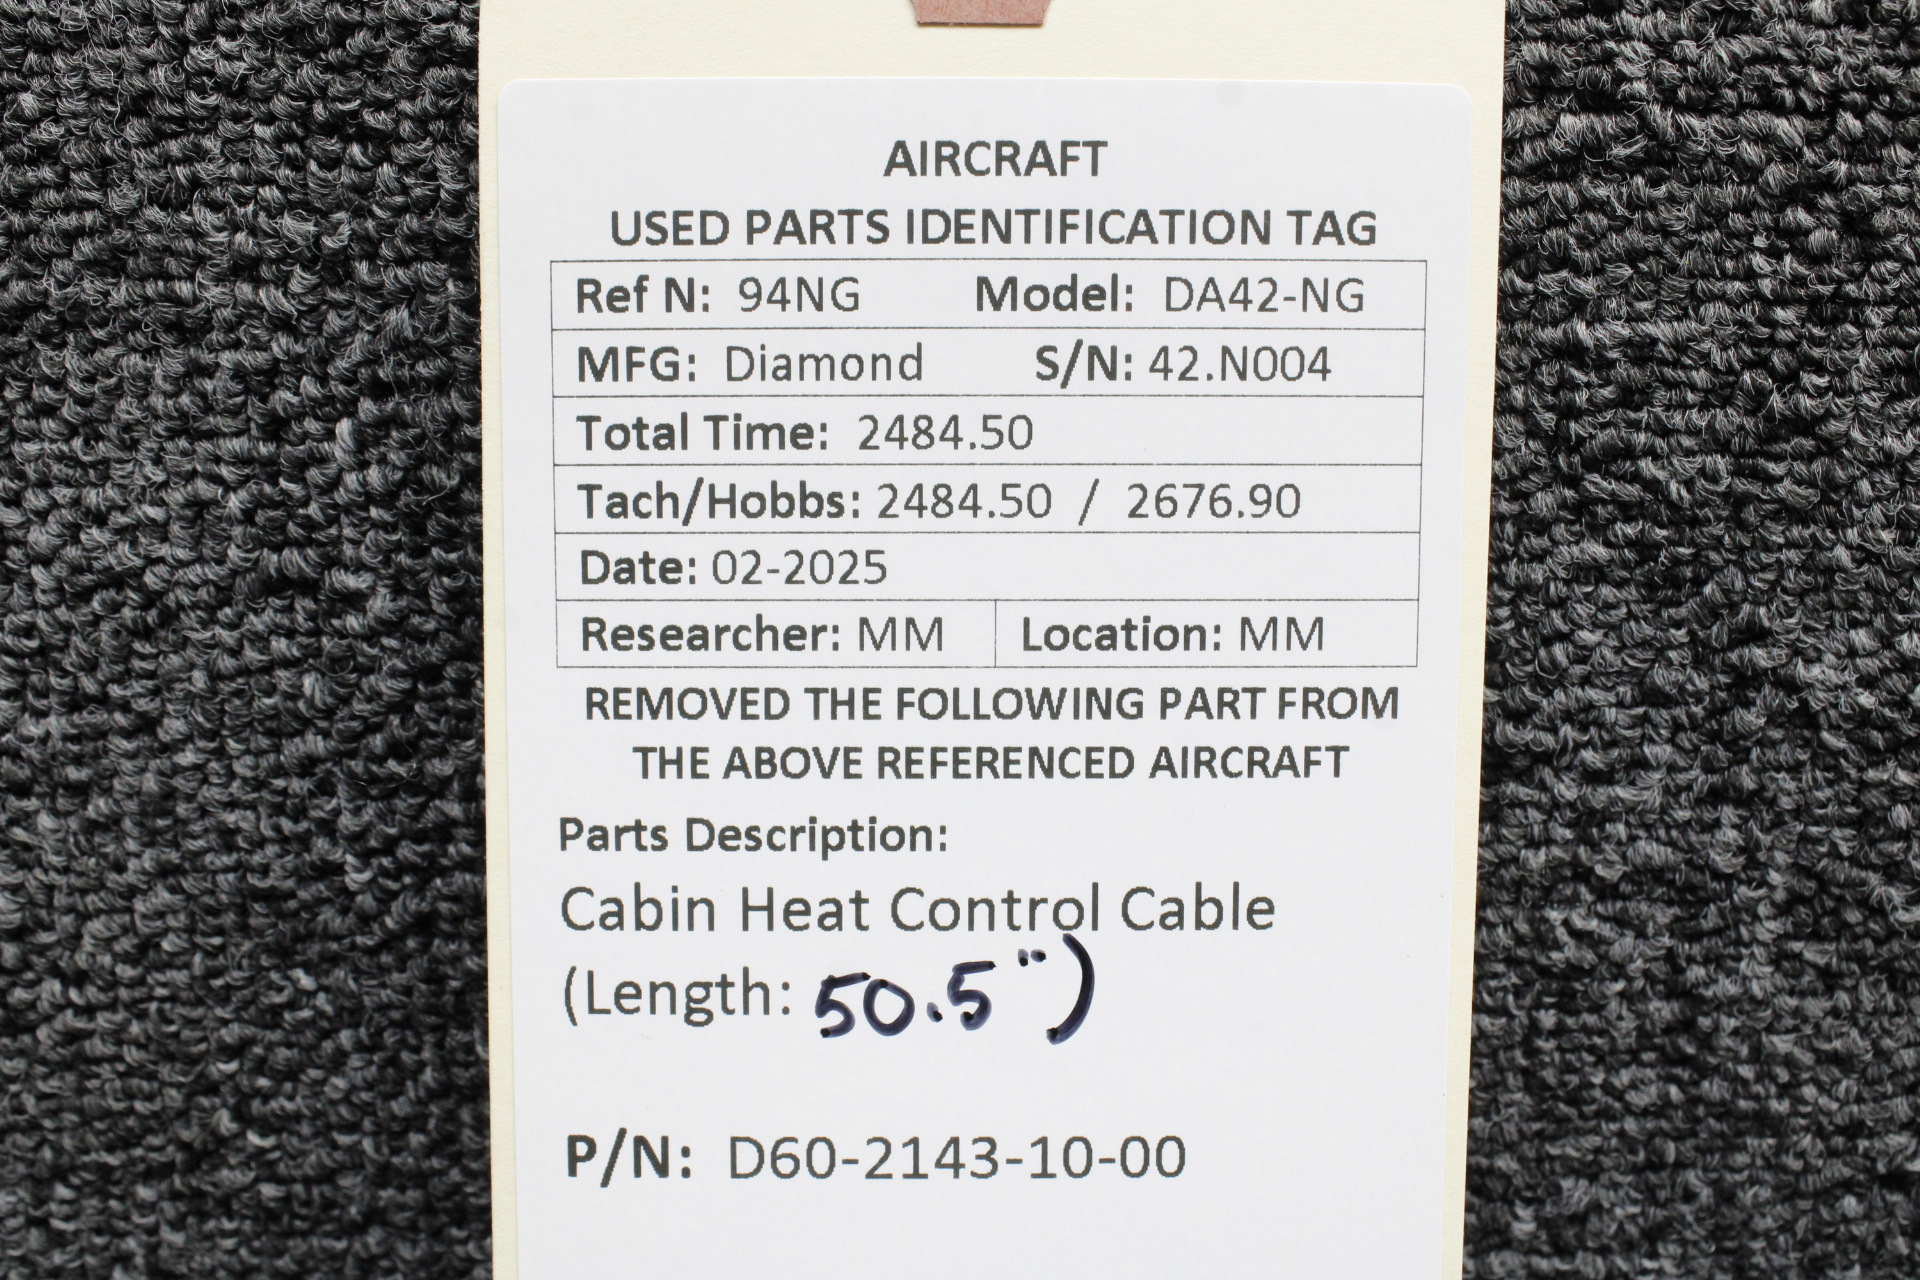 AIRCRAFT
USED PARTS IDENTIFICATION TAG
Ref N: 94NG Model: DA42-NG
MFG: Diamond S/N: 42.N004
Total Time: 2484.50
Tach/Hobbs: 2484.50 / 2676.90
Date: 02-2025
Researcher: MM Location: MM
REMOVED THE FOLLOWING PART FROM
THE ABOVE REFERENCED AIRCRAFT
Parts Description:
Cabin Heat Control Cable
(Length: 50.5")
P/N: D60-2143-10-00